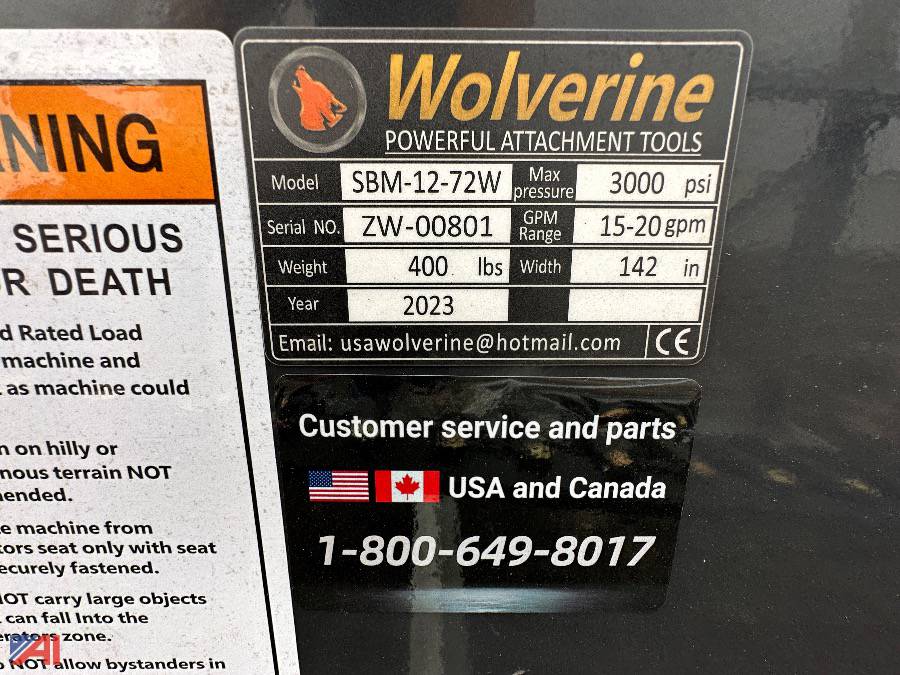 NING
SERIOUS
R DEATH
d Rated Load
machine and
as machine could
n on hilly or
nous terrain NOT
ended.
e machine from
tors seat only with seat
ecurely fastened.
NOT carry large objects
can fall Into the
erators zone.
NOT allow bystanders in
AI
Wolverine
POWERFUL ATTACHMENT TOOLS
Model SBM-12-72W Max pressure 3000 psi
Serial NO. ZW-00801 GPM Range 15-20 gpm
Weight 400 lbs Width 142 in
Year 2023
Email: usawolverine@hotmail.com CE
Customer service and parts
USA and Canada
1-800-649-8017